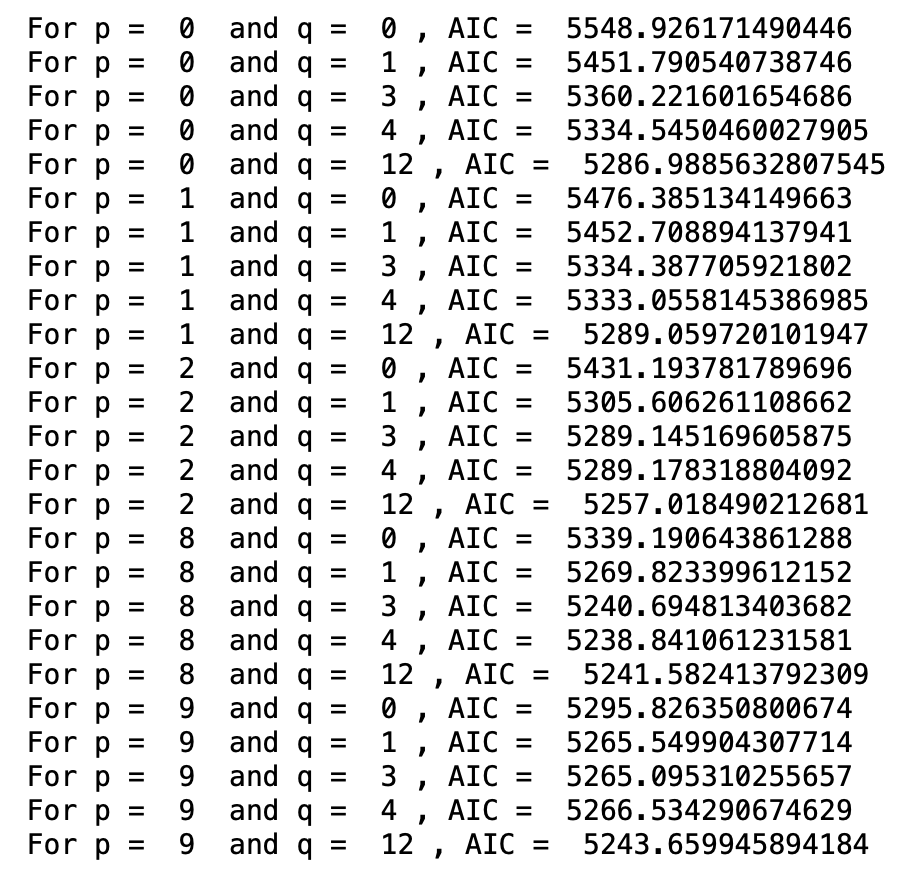 For p =  0  and q =  0 , AIC =  5548.926171490446
For p =  0  and q =  1 , AIC =  5451.790540738746
For p =  0  and q =  3 , AIC =  5360.221601654686
For p =  0  and q =  4 , AIC =  5334.5450460027905
For p =  0  and q =  12 , AIC =  5286.9885632807545
For p =  1  and q =  0 , AIC =  5476.385134149663
For p =  1  and q =  1 , AIC =  5452.708894137941
For p =  1  and q =  3 , AIC =  5334.387705921802
For p =  1  and q =  4 , AIC =  5333.0558145386985
For p =  1  and q =  12 , AIC =  5289.059720101947
For p =  2  and q =  0 , AIC =  5431.193781789696
For p =  2  and q =  1 , AIC =  5305.606261108662
For p =  2  and q =  3 , AIC =  5289.145169605875
For p =  2  and q =  4 , AIC =  5289.178318804092
For p =  2  and q =  12 , AIC =  5257.018490212681
For p =  8  and q =  0 , AIC =  5339.190643861288
For p =  8  and q =  1 , AIC =  5269.823399612152
For p =  8  and q =  3 , AIC =  5240.694813403682
For p =  8  and q =  4 , AIC =  5238.841061231581
For p =  8  and q =  12 , AIC =  5241.582413792309
For p =  9  and q =  0 , AIC =  5295.826350800674
For p =  9  and q =  1 , AIC =  5265.549904307714
For p =  9  and q =  3 , AIC =  5265.095310255657
For p =  9  and q =  4 , AIC =  5266.534290674629
For p =  9  and q =  12 , AIC =  5243.659945894184